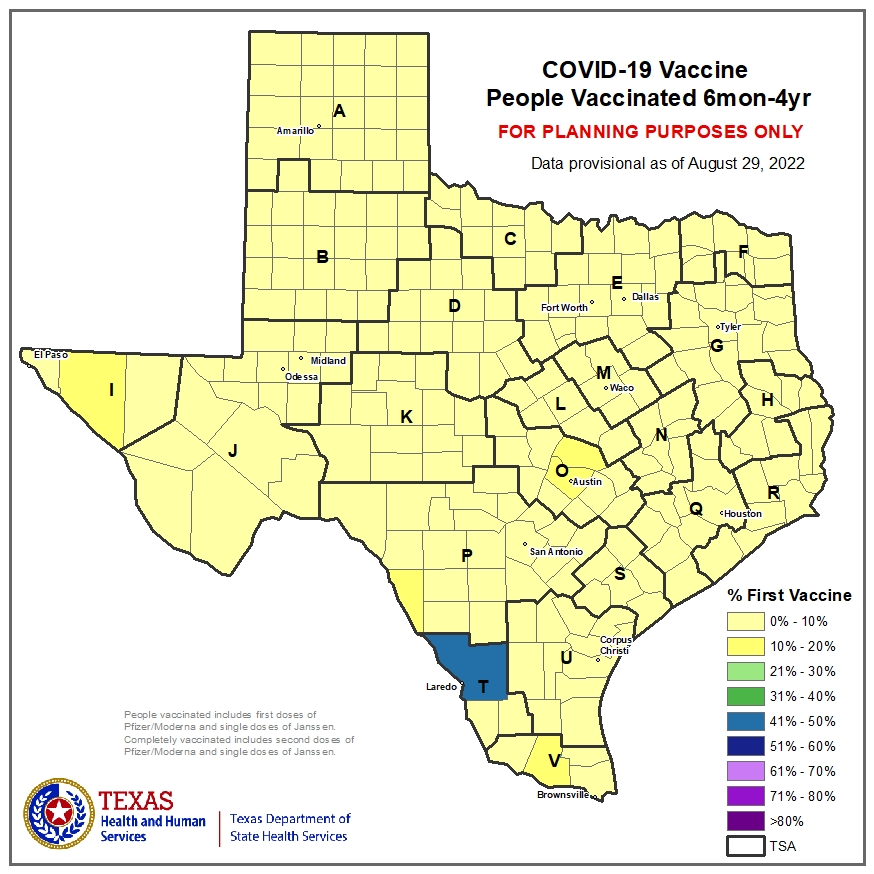 COVID-19 Vaccine
People Vaccinated 6mon-4yr
FOR PLANNING PURPOSES ONLY
Data provisional as of August 29, 2022
A
Amarillo
B
C
D
E
F
Fort Worth
Dallas
Tyler
G
El Paso
I
Midland
Odessa
M
Waco
H
L
K
N
J
O
Austin
R
Q
Houston
San Antonio
P
S
U
Corpus
Christi
Laredo
T
V
Brownsville
% First Vaccine
0% - 10%
10% - 20%
21% - 30%
31% - 40%
41% - 50%
51% - 60%
61% - 70%
71% - 80%
>80%
TSA
People vaccinated includes first doses of
Pfizer/Moderna and single doses of Janssen.
Completely vaccinated includes second doses of
Pfizer/Moderna and single doses of Janssen.
TEXAS
Health and Human
Services
Texas Department of
State Health Services